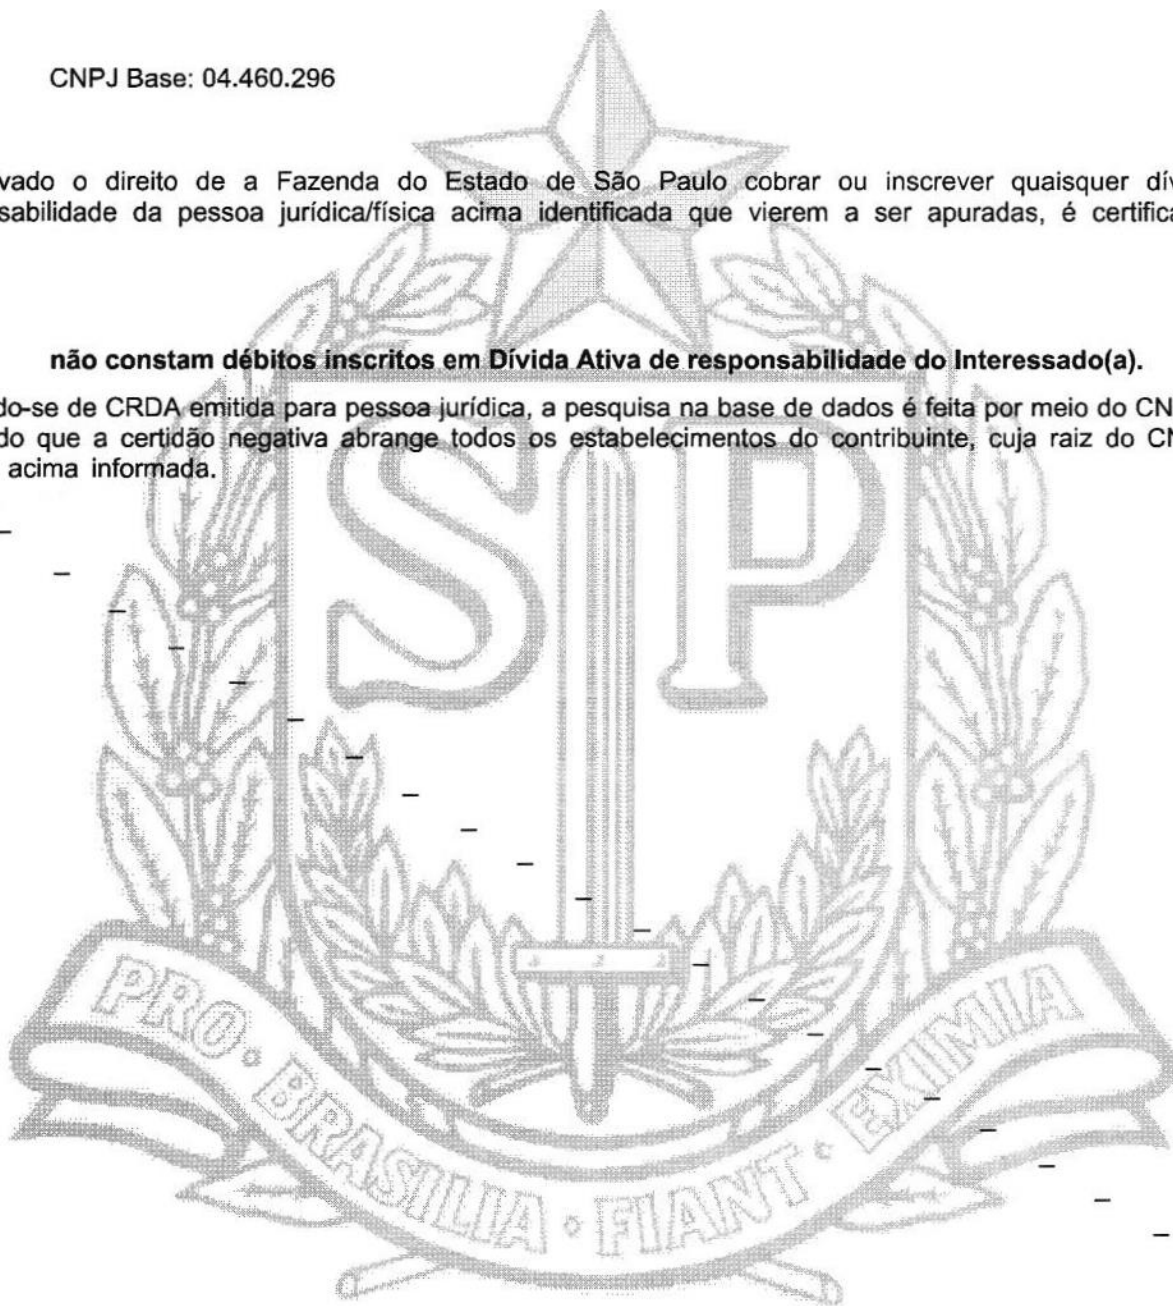 CNPJ Base: 04.460.296
vado o direito de a Fazenda do Estado de São Paulo cobrar ou inscrever quaisquer dív
sabilidade da pessoa jurídica/física acima identificada que vierem a ser apuradas, é certifica
não constam débitos inscritos em Dívida Ativa de responsabilidade do Interessado(a).
do-se de CRDA emitida para pessoa jurídica, a pesquisa na base de dados é feita por meio do CN
do que a certidão negativa abrange todos os estabelecimentos do contribuinte, cuja raiz do CN
acima informada.
SP
PRO · BRASILIA · FIANT · EXIMIA